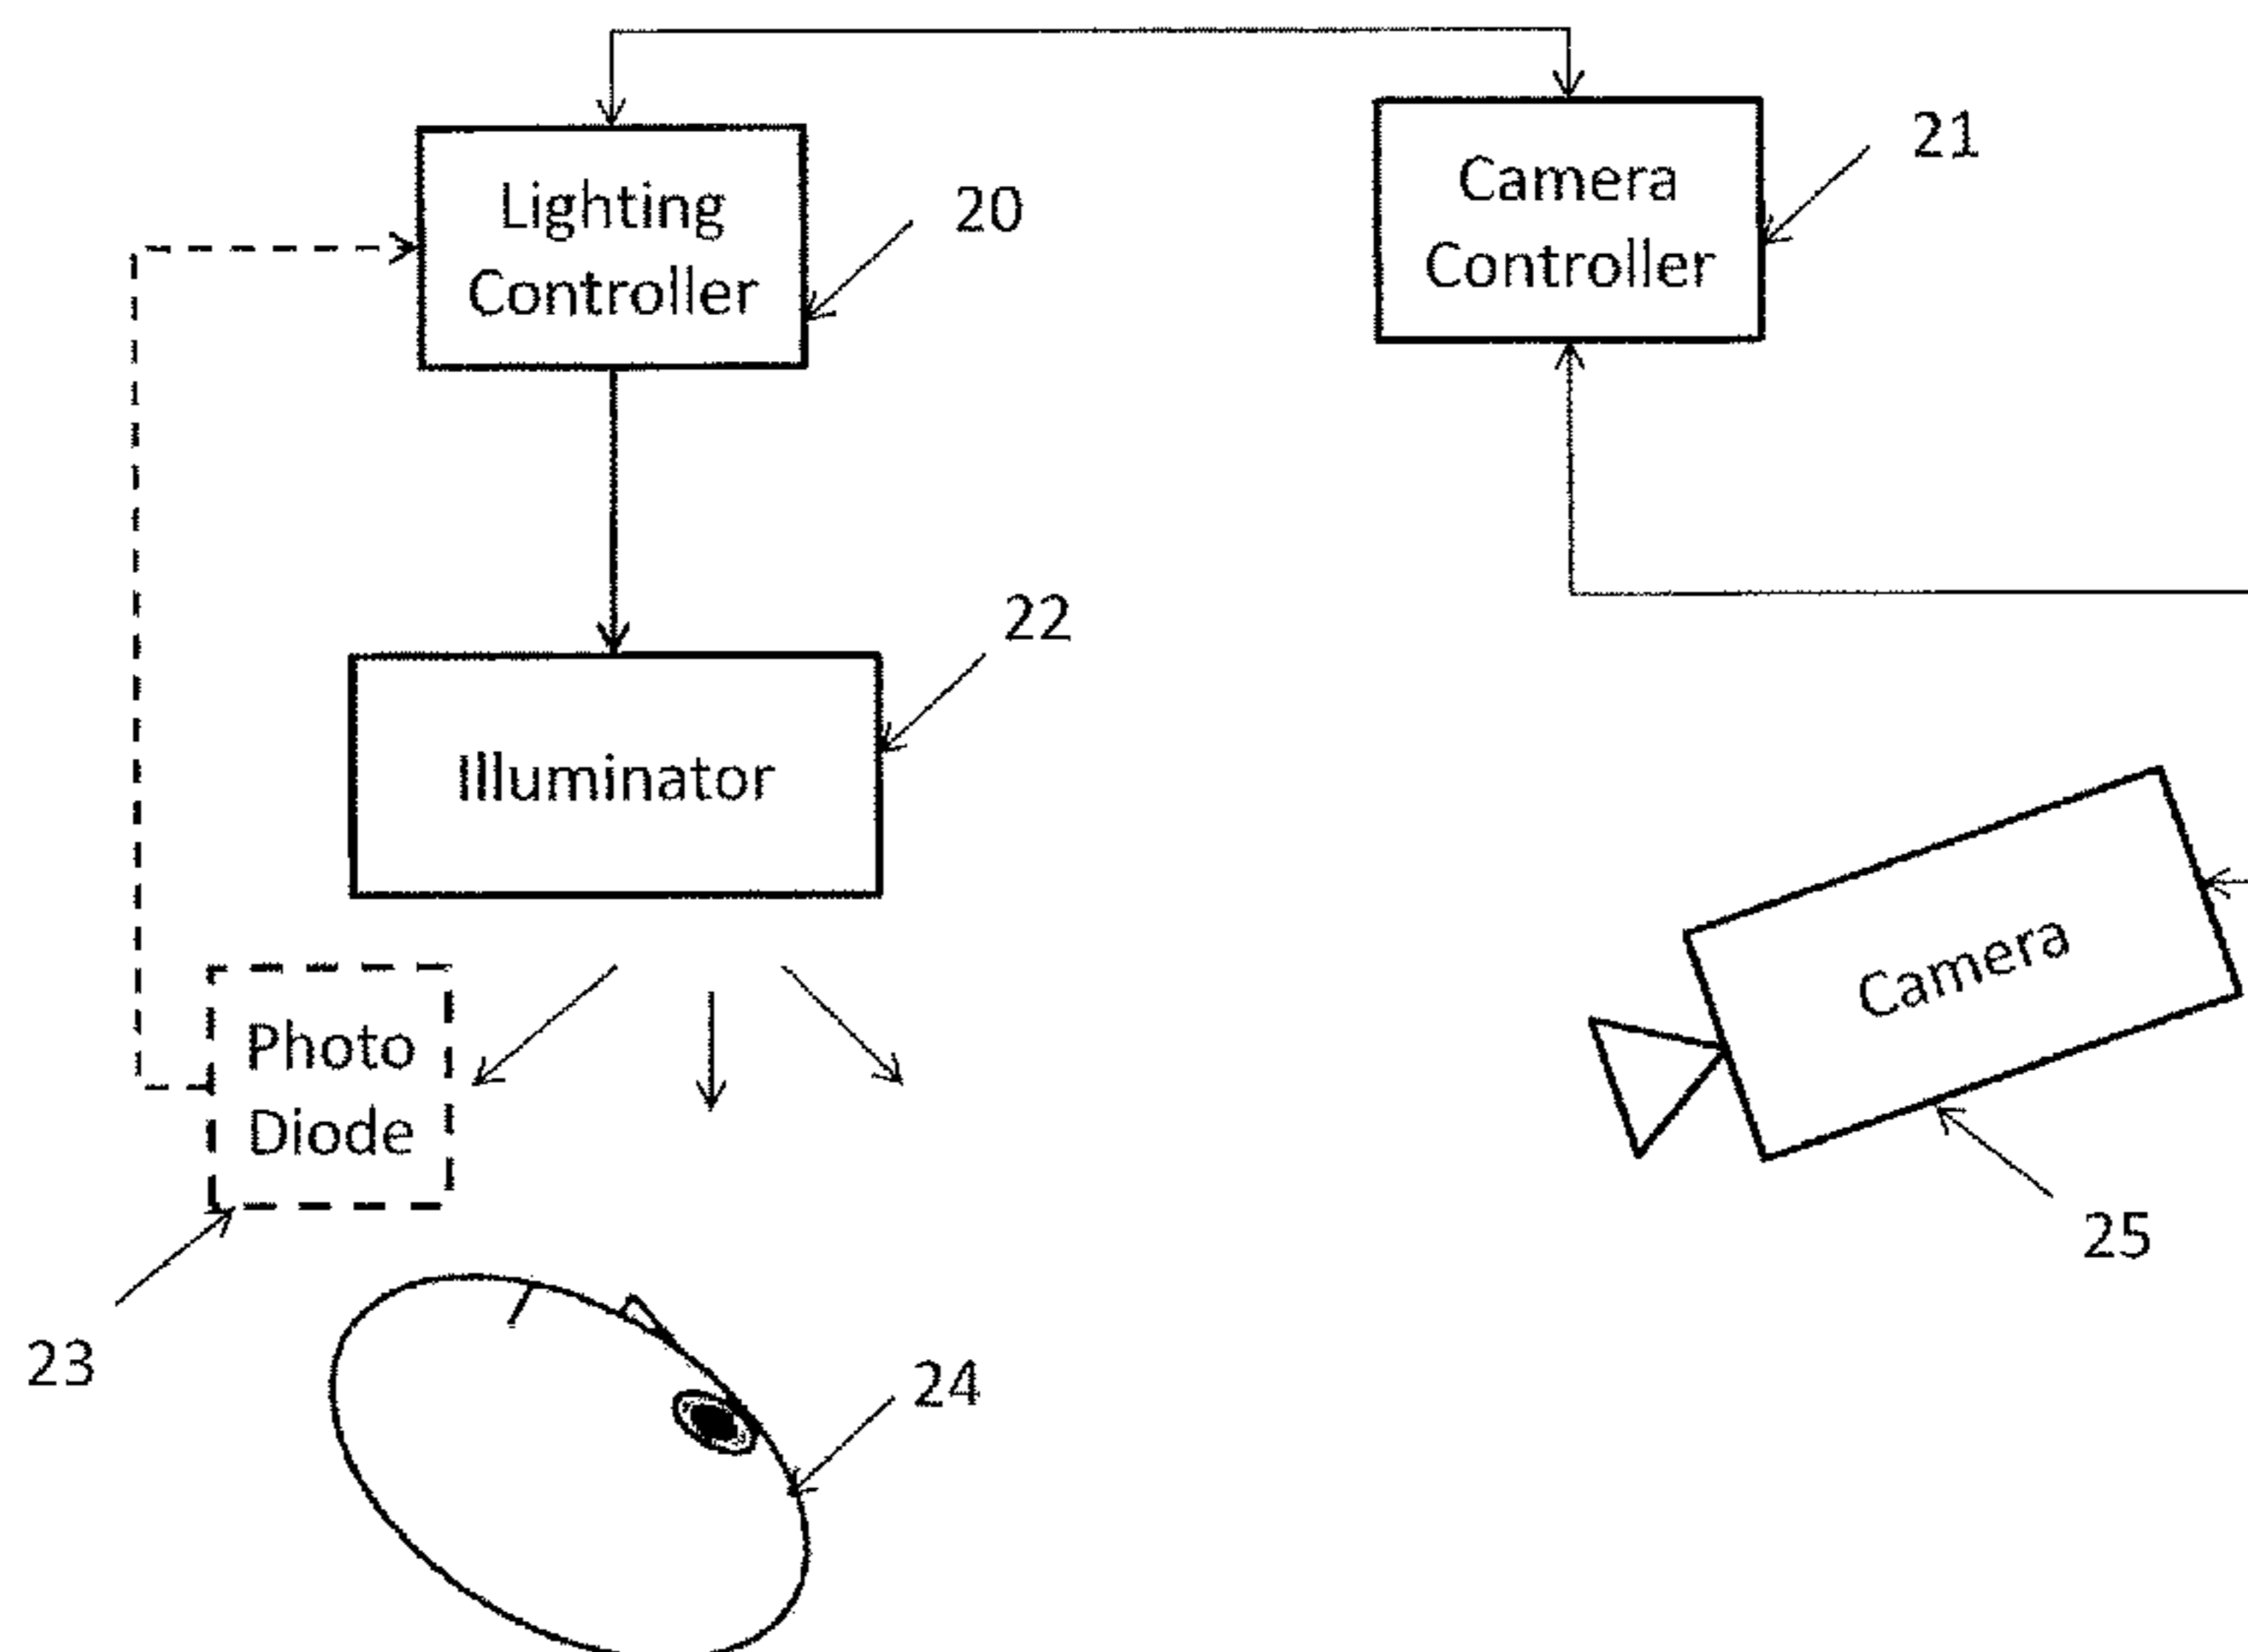 21
Camera
Controller
20
Lighting
Controller
22
Illuminator
Camera
Photo
Diode
25
23
24